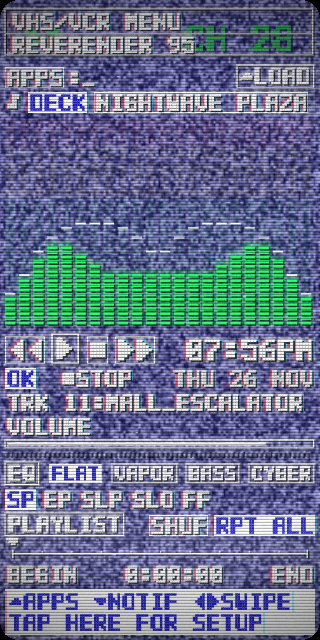 VHS/VCR MENU
REVERENDER 95 CH 28
APPS :_ LOAD
DECK NIGHTWAVE PLAZA
07:56PM
OK STOP THU 26 NOV
TRK 11:MALL_ESCALATOR
VOLUME
EQ FLAT VAPOR BASS CYBER
SP EP SLP SLO FF
PLAYLIST SHUF RPT ALL
BEGIN 0:00:00 END
APPS NOTIF SWIPE
TAP HERE FOR SETUP